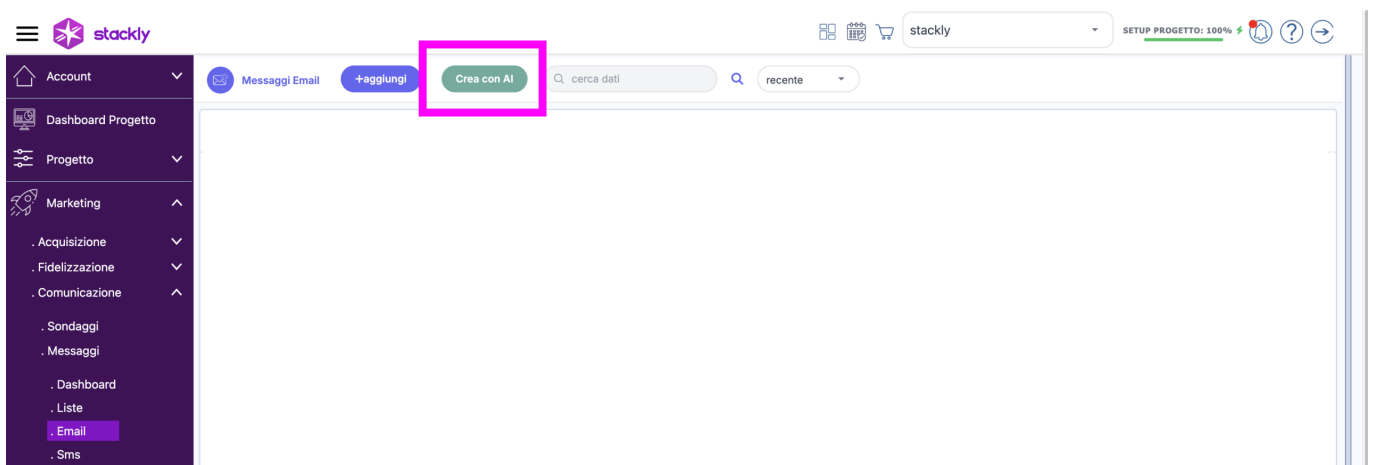 stackly
stackly
SETUP PROGETTO: 100%
Account
Messaggi Email
+aggiungi
Crea con AI
cerca dati
recente
Dashboard Progetto
Progetto
Marketing
. Acquisizione
. Fidelizzazione
. Comunicazione
. Sondaggi
. Messaggi
. Dashboard
. Liste
. Email
. Sms